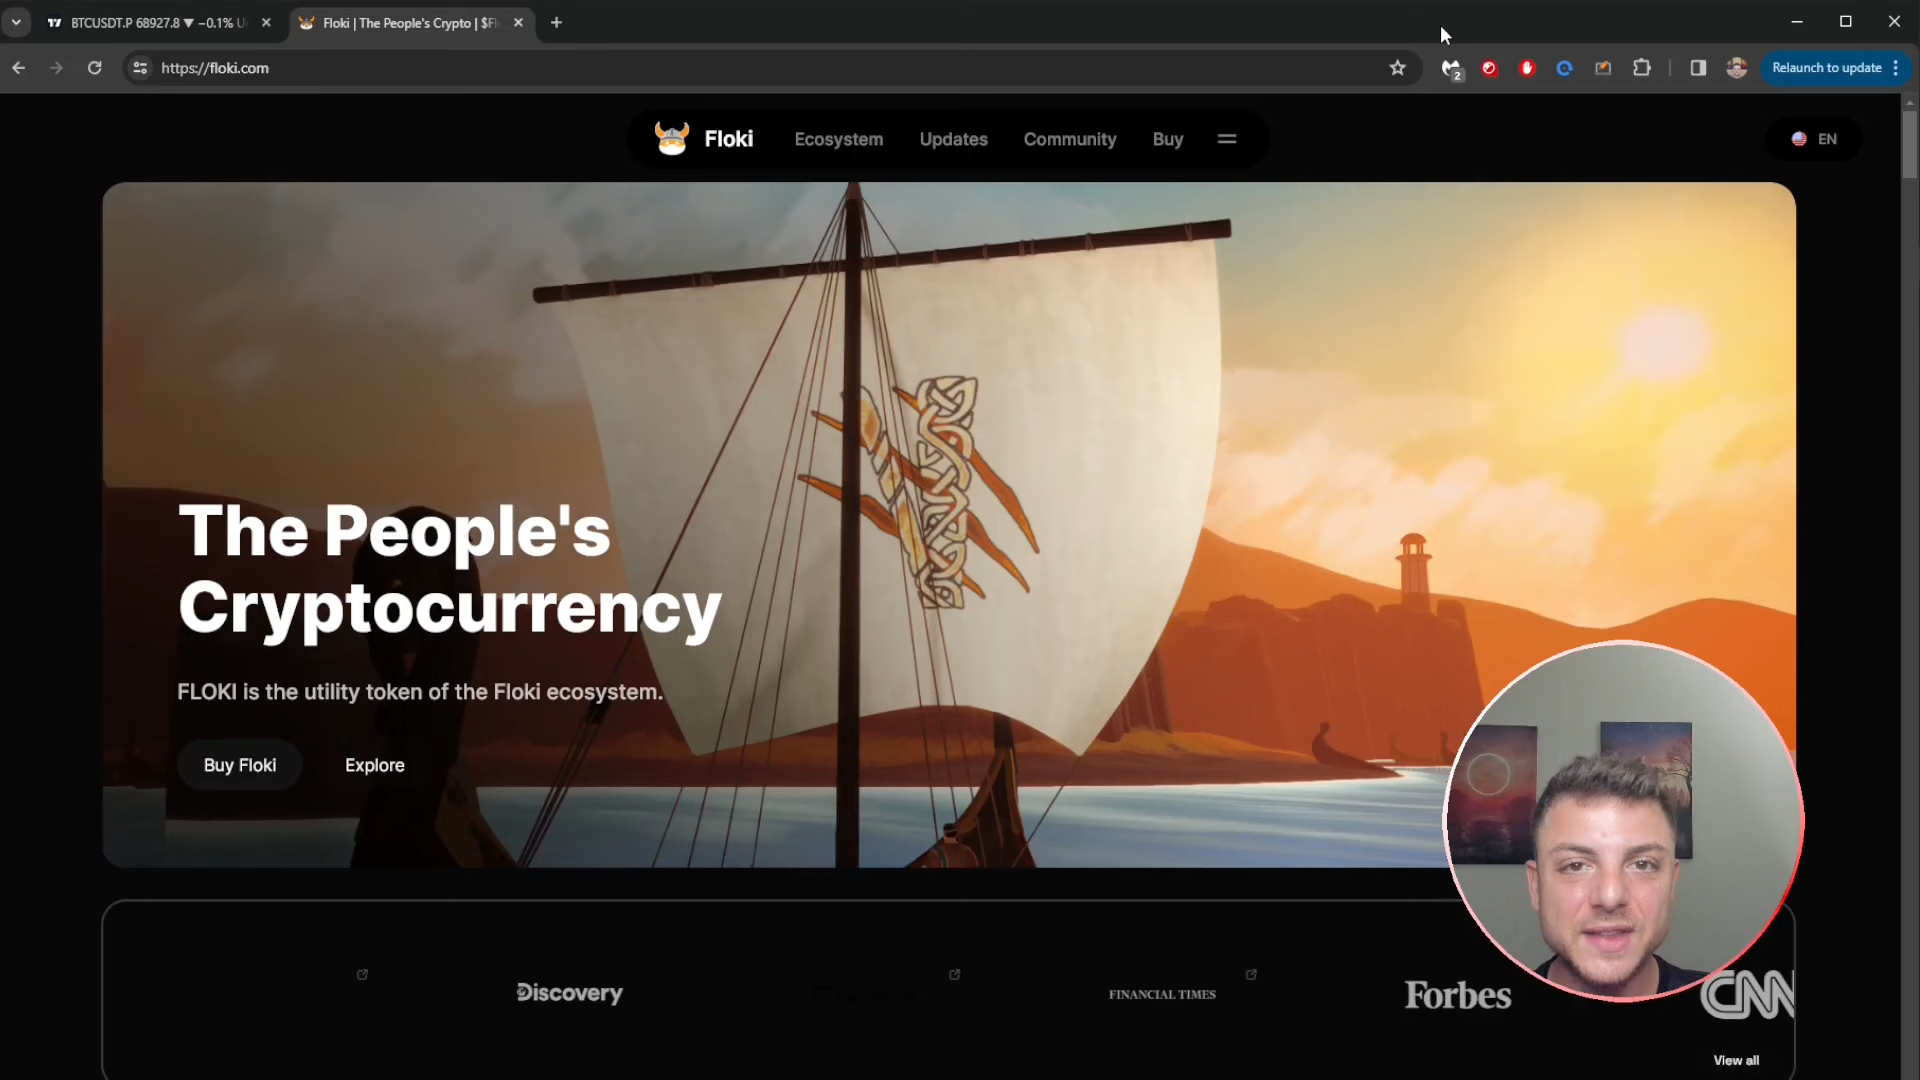 BTCUSDT.P 68927.8 ▼ −0.1% U
Floki | The People's Crypto | $Fl
https://floki.com
2
Relaunch to update
Floki
Ecosystem
Updates
Community
Buy
EN
The People's
Cryptocurrency
FLOKI is the utility token of the Floki ecosystem.
Buy Floki
Explore
Discovery
FINANCIAL TIMES
Forbes
CNN
View all